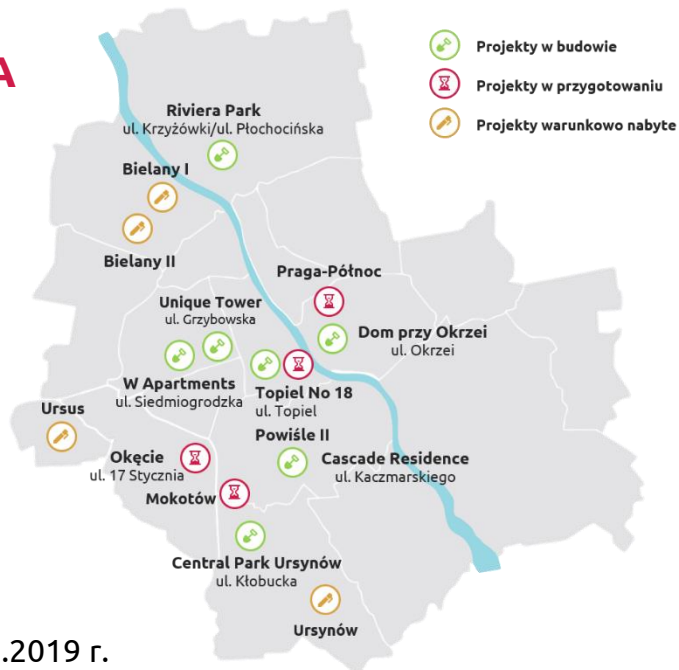 A
Projekty w budowie
Projekty w przygotowaniu
Projekty warunkowo nabyte
Riviera Park
ul. Krzyżówki/ul. Płochocińska
Bielany I
Bielany II
Praga-Północ
Unique Tower
ul. Grzybowska
Dom przy Okrzei
ul. Okrzei
W Apartments
ul. Siedmiogrodzka
Topiel No 18
ul. Topiel
Ursus
Powiśle II
Okęcie
ul. 17 Stycznia
Cascade Residence
ul. Kaczmarskiego
Mokotów
Central Park Ursynów
ul. Kłobucka
Ursynów
.2019 r.